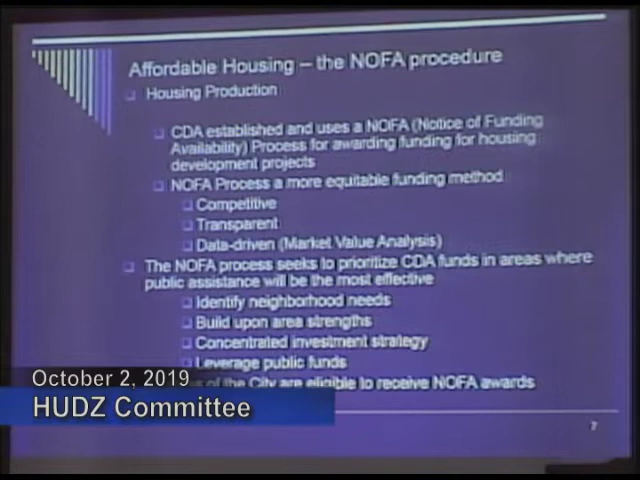 Affordable Housing – the NOFA procedure
Housing Production
CDA established and uses a NOFA (Notice of Funding
Availability) Process for awarding funding for housing
development projects
NOFA Process a more equitable funding method
Competitive
Transparent
Data-driven (Market Value Analysis)
The NOFA process seeks to prioritize CDA funds in areas where
public assistance will be the most effective
Identify neighborhood needs
Build upon area strengths
Concentrated investment strategy
Leverage public funds
of the City are eligible to receive NOFA awards
October 2, 2019
HUDZ Committee
7